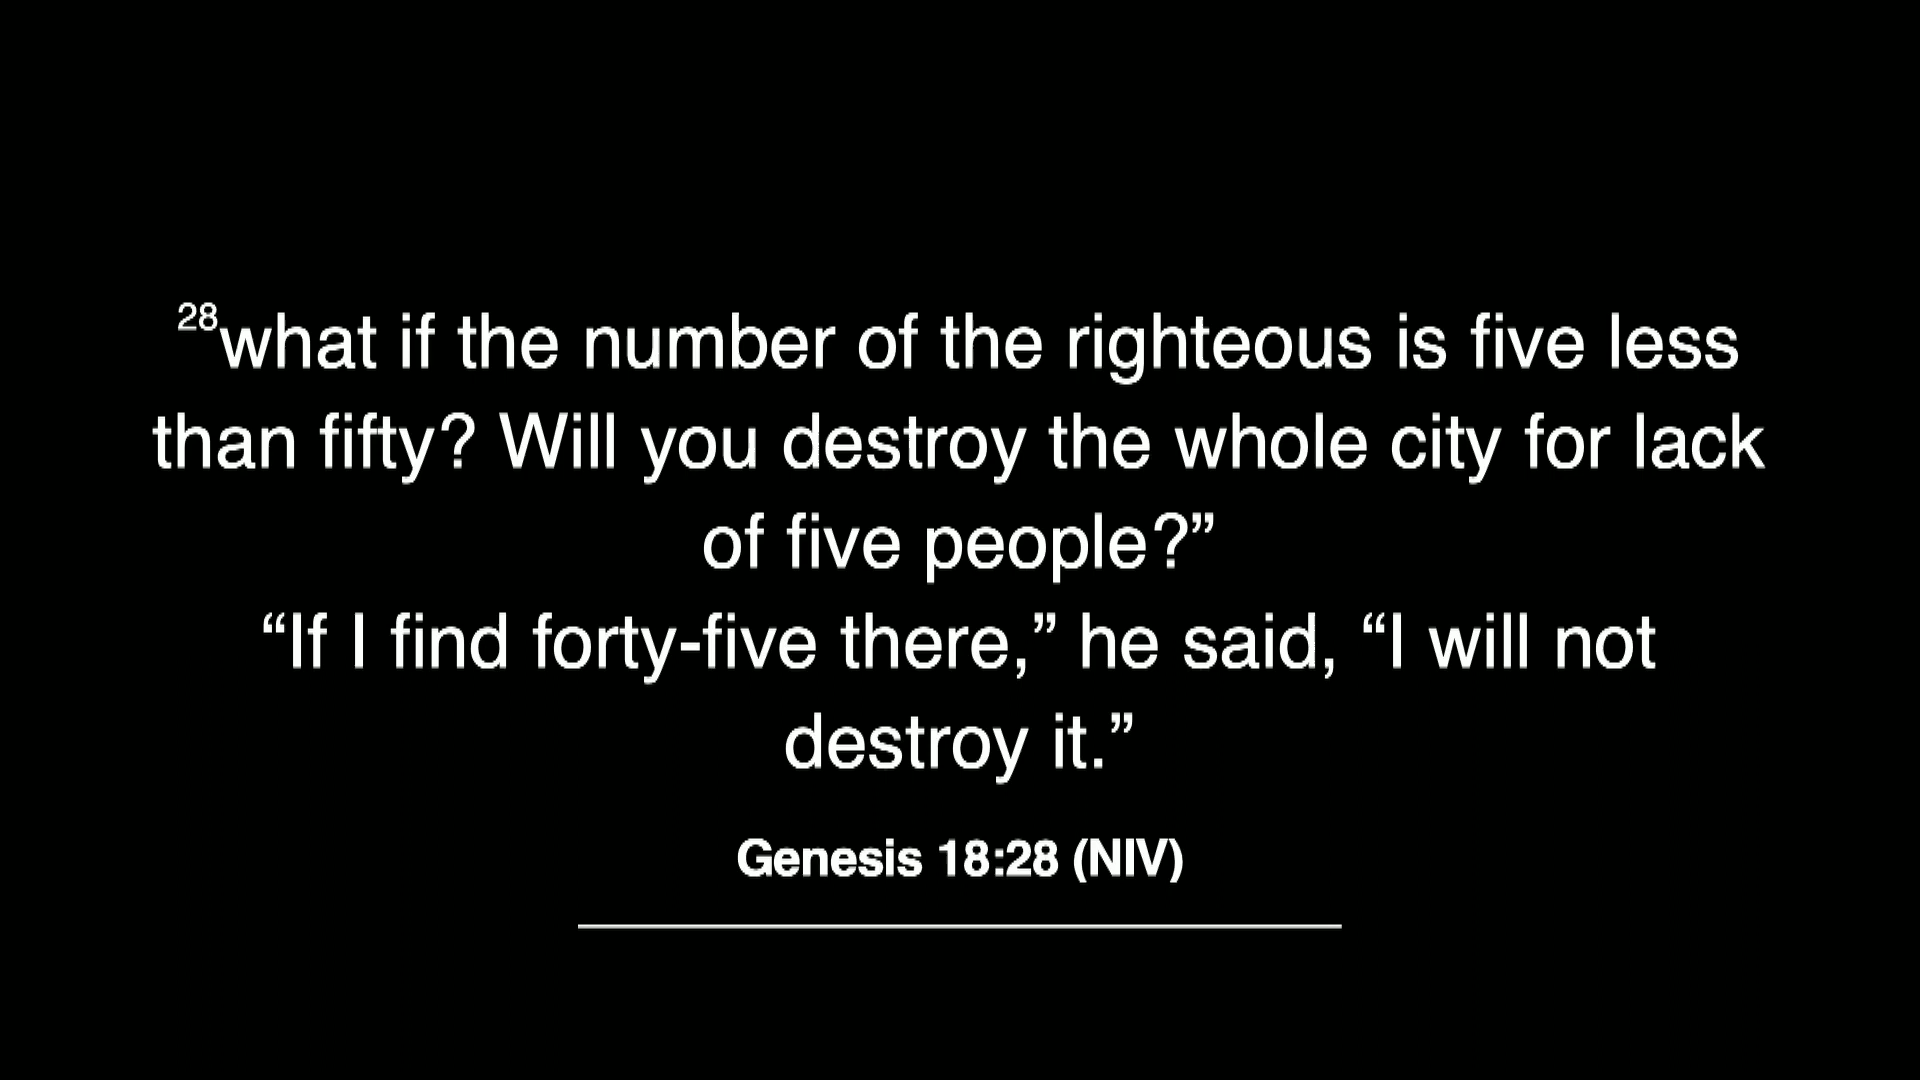 28what if the number of the righteous is five less
than fifty? Will you destroy the whole city for lack
of five people?”
“If I find forty-five there,” he said, “I will not
destroy it.”
Genesis 18:28 (NIV)